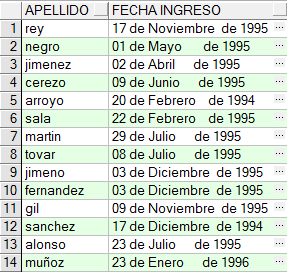 APELLIDO FECHA INGRESO
1 rey 17 de Noviembre de 1995 ...
2 negro 01 de Mayo de 1995 ...
3 jimenez 02 de Abril de 1995 ...
4 cerezo 09 de Junio de 1995 ...
5 arroyo 20 de Febrero de 1994 ...
6 sala 22 de Febrero de 1995 ...
7 martin 29 de Julio de 1995 ...
8 tovar 08 de Julio de 1995 ...
9 jimeno 03 de Diciembre de 1995 ...
10 fernandez 03 de Diciembre de 1995 ...
11 gil 09 de Noviembre de 1995 ...
12 sanchez 17 de Diciembre de 1994 ...
13 alonso 23 de Julio de 1995 ...
14 muñoz 23 de Enero de 1996 ...